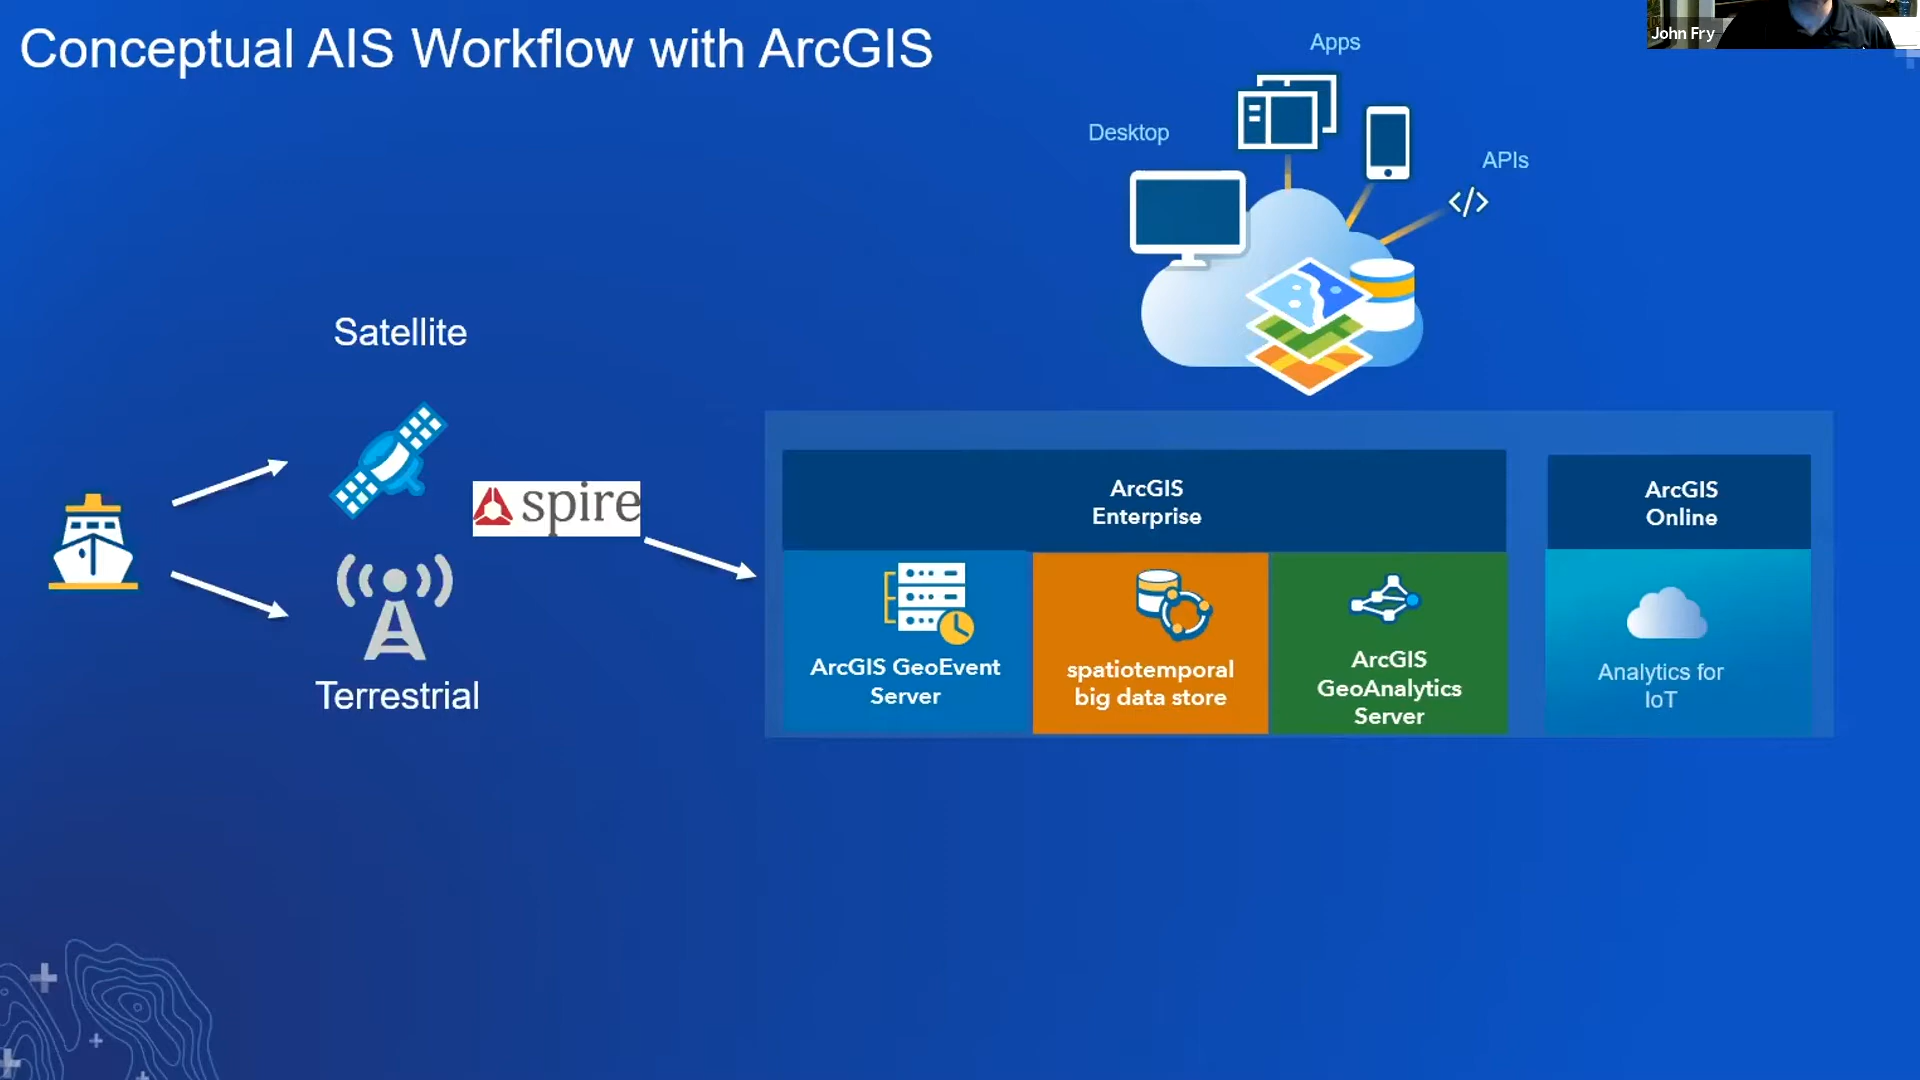 Conceptual AIS Workflow with ArcGIS
John Fry
Apps
Desktop
APIs
</>
Satellite
spire
Terrestrial
ArcGIS
Enterprise
ArcGIS
Online
ArcGIS GeoEvent
Server
spatiotemporal
big data store
ArcGIS
GeoAnalytics
Server
Analytics for
IoT